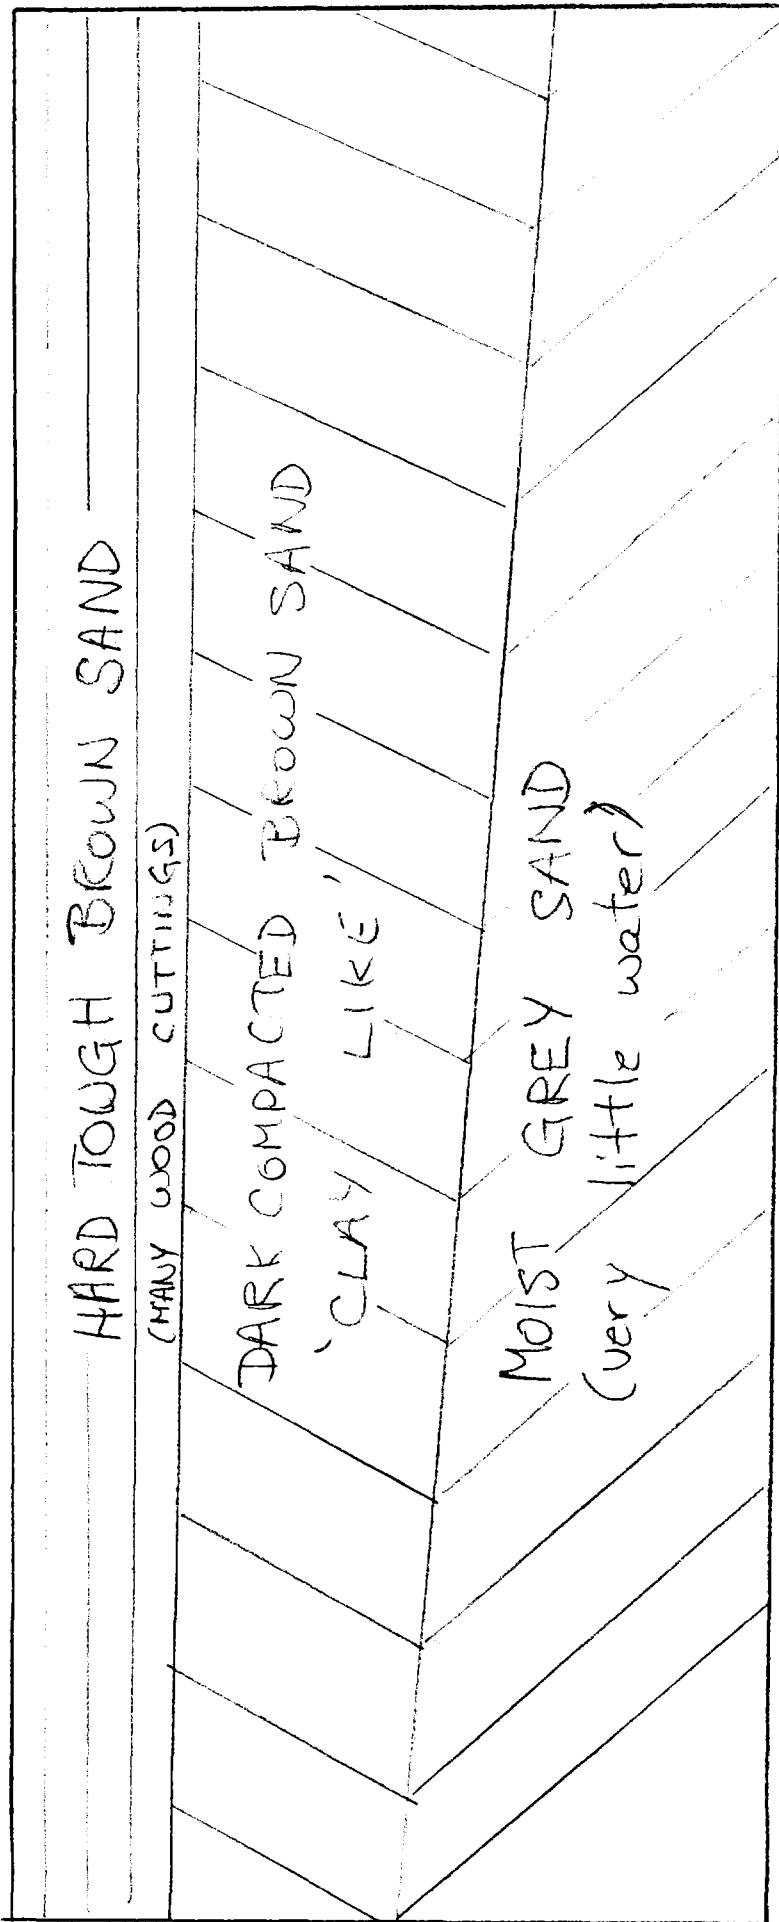 HARD TOUGH BROWN SAND
(MANY WOOD CUTTINGS)
DARK COMPACTED BROWN SAND
'CLAY LIKE'
MOIST GREY SAND
(very little water)